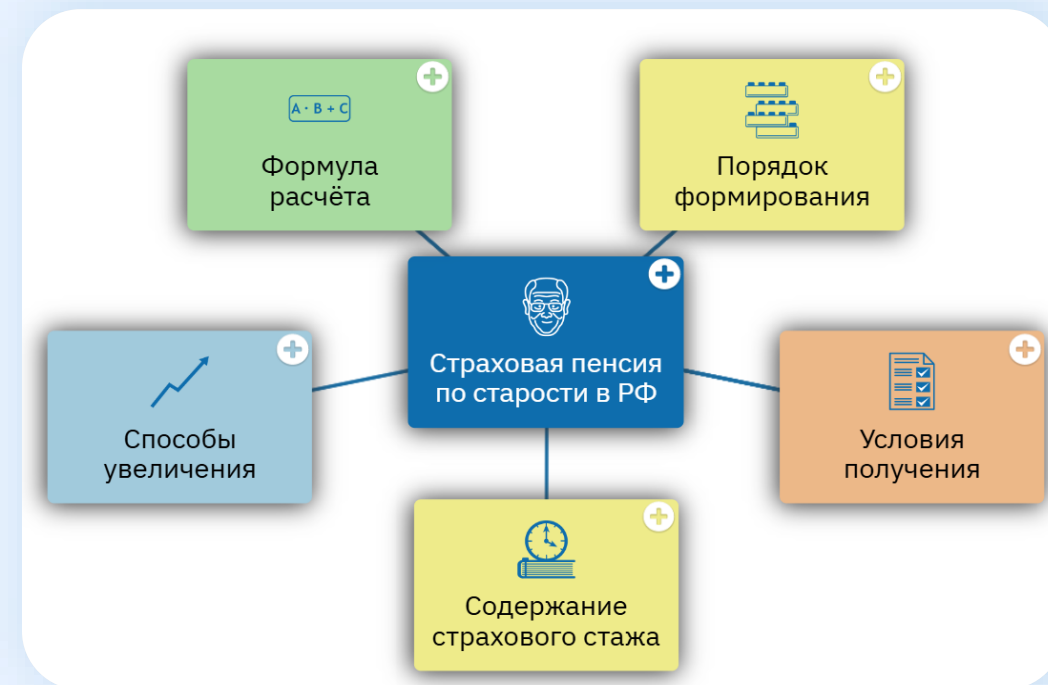 A · B + C
Формула
расчёта
Порядок
формирования
Страховая пенсия
по старости в РФ
Способы
увеличения
Условия
получения
Содержание
страхового стажа